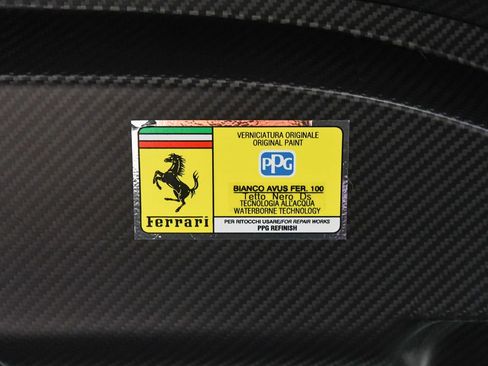 Ferrari
VERNICIATURA ORIGINALE
ORIGINAL PAINT
PPG
BIANCO AVUS FER. 100
Tetto Nero Ds
TECNOLOGIA ALL'ACQUA
WATERBORNE TECHNOLOGY
PER RITOCCHI USARE/FOR REPAIR WORKS
PPG REFINISH